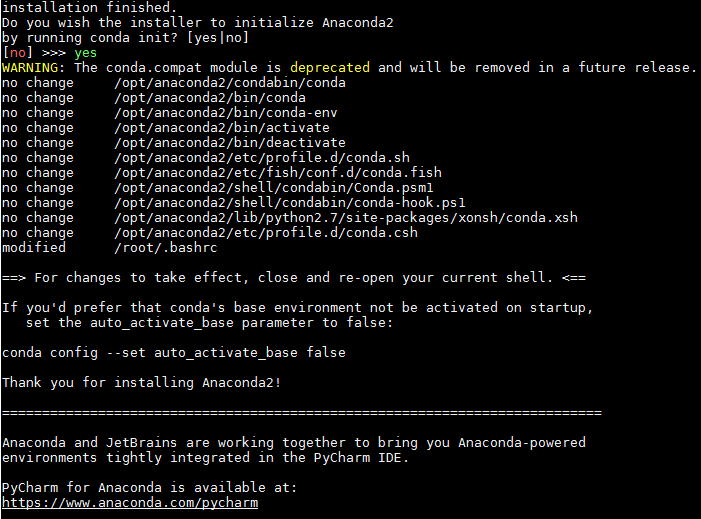 installation finished.
Do you wish the installer to initialize Anaconda2
by running conda init? [yes|no]
[no] >>> yes
WARNING: The conda.compat module is deprecated and will be removed in a future release.
no change     /opt/anaconda2/condabin/conda
no change     /opt/anaconda2/bin/conda
no change     /opt/anaconda2/bin/conda-env
no change     /opt/anaconda2/bin/activate
no change     /opt/anaconda2/bin/deactivate
no change     /opt/anaconda2/etc/profile.d/conda.sh
no change     /opt/anaconda2/etc/fish/conf.d/conda.fish
no change     /opt/anaconda2/shell/condabin/Conda.psm1
no change     /opt/anaconda2/shell/condabin/conda-hook.ps1
no change     /opt/anaconda2/lib/python2.7/site-packages/xonsh/conda.xsh
no change     /opt/anaconda2/etc/profile.d/conda.csh
modified      /root/.bashrc

==> For changes to take effect, close and re-open your current shell. <==

If you'd prefer that conda's base environment not be activated on startup,
   set the auto_activate_base parameter to false:

conda config --set auto_activate_base false

Thank you for installing Anaconda2!

===========================================================================

Anaconda and JetBrains are working together to bring you Anaconda-powered
environments tightly integrated in the PyCharm IDE.

PyCharm for Anaconda is available at:
https://www.anaconda.com/pycharm